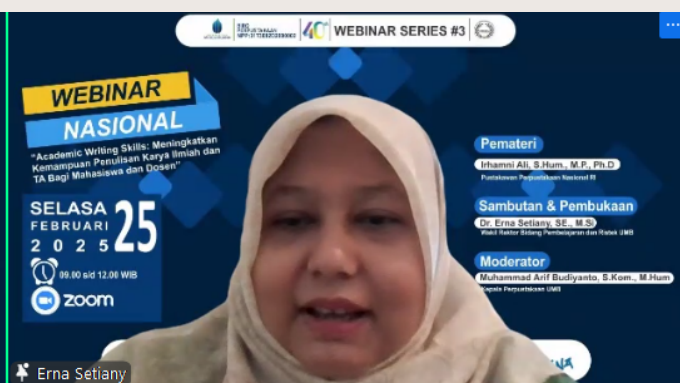 WEBINAR SERIES #3
WEBINAR
NASIONAL
"Academic Writing Skills: Meningkatkan
Kemampuan Penulisan Karya Ilmiah dan
TA Bagi Mahasiswa dan Dosen"
SELASA
FEBRUARI
2025
25
09.00 s/d 12.00 WIB
zoom
Pemateri
Irhamni Ali, S.Hum., M.P., Ph.D
Pustakawan Perpustakaan Nasional RI
Sambutan & Pembukaan
Dr. Erna Setiany, SE., M.Si
Wakil Rektor Bidang Pembelajaran dan Ristek UMB
Moderator
Muhammad Arif Budiyanto, S.Kom., M.Hum
Kepala Perpustakaan UMB
Erna Setiany